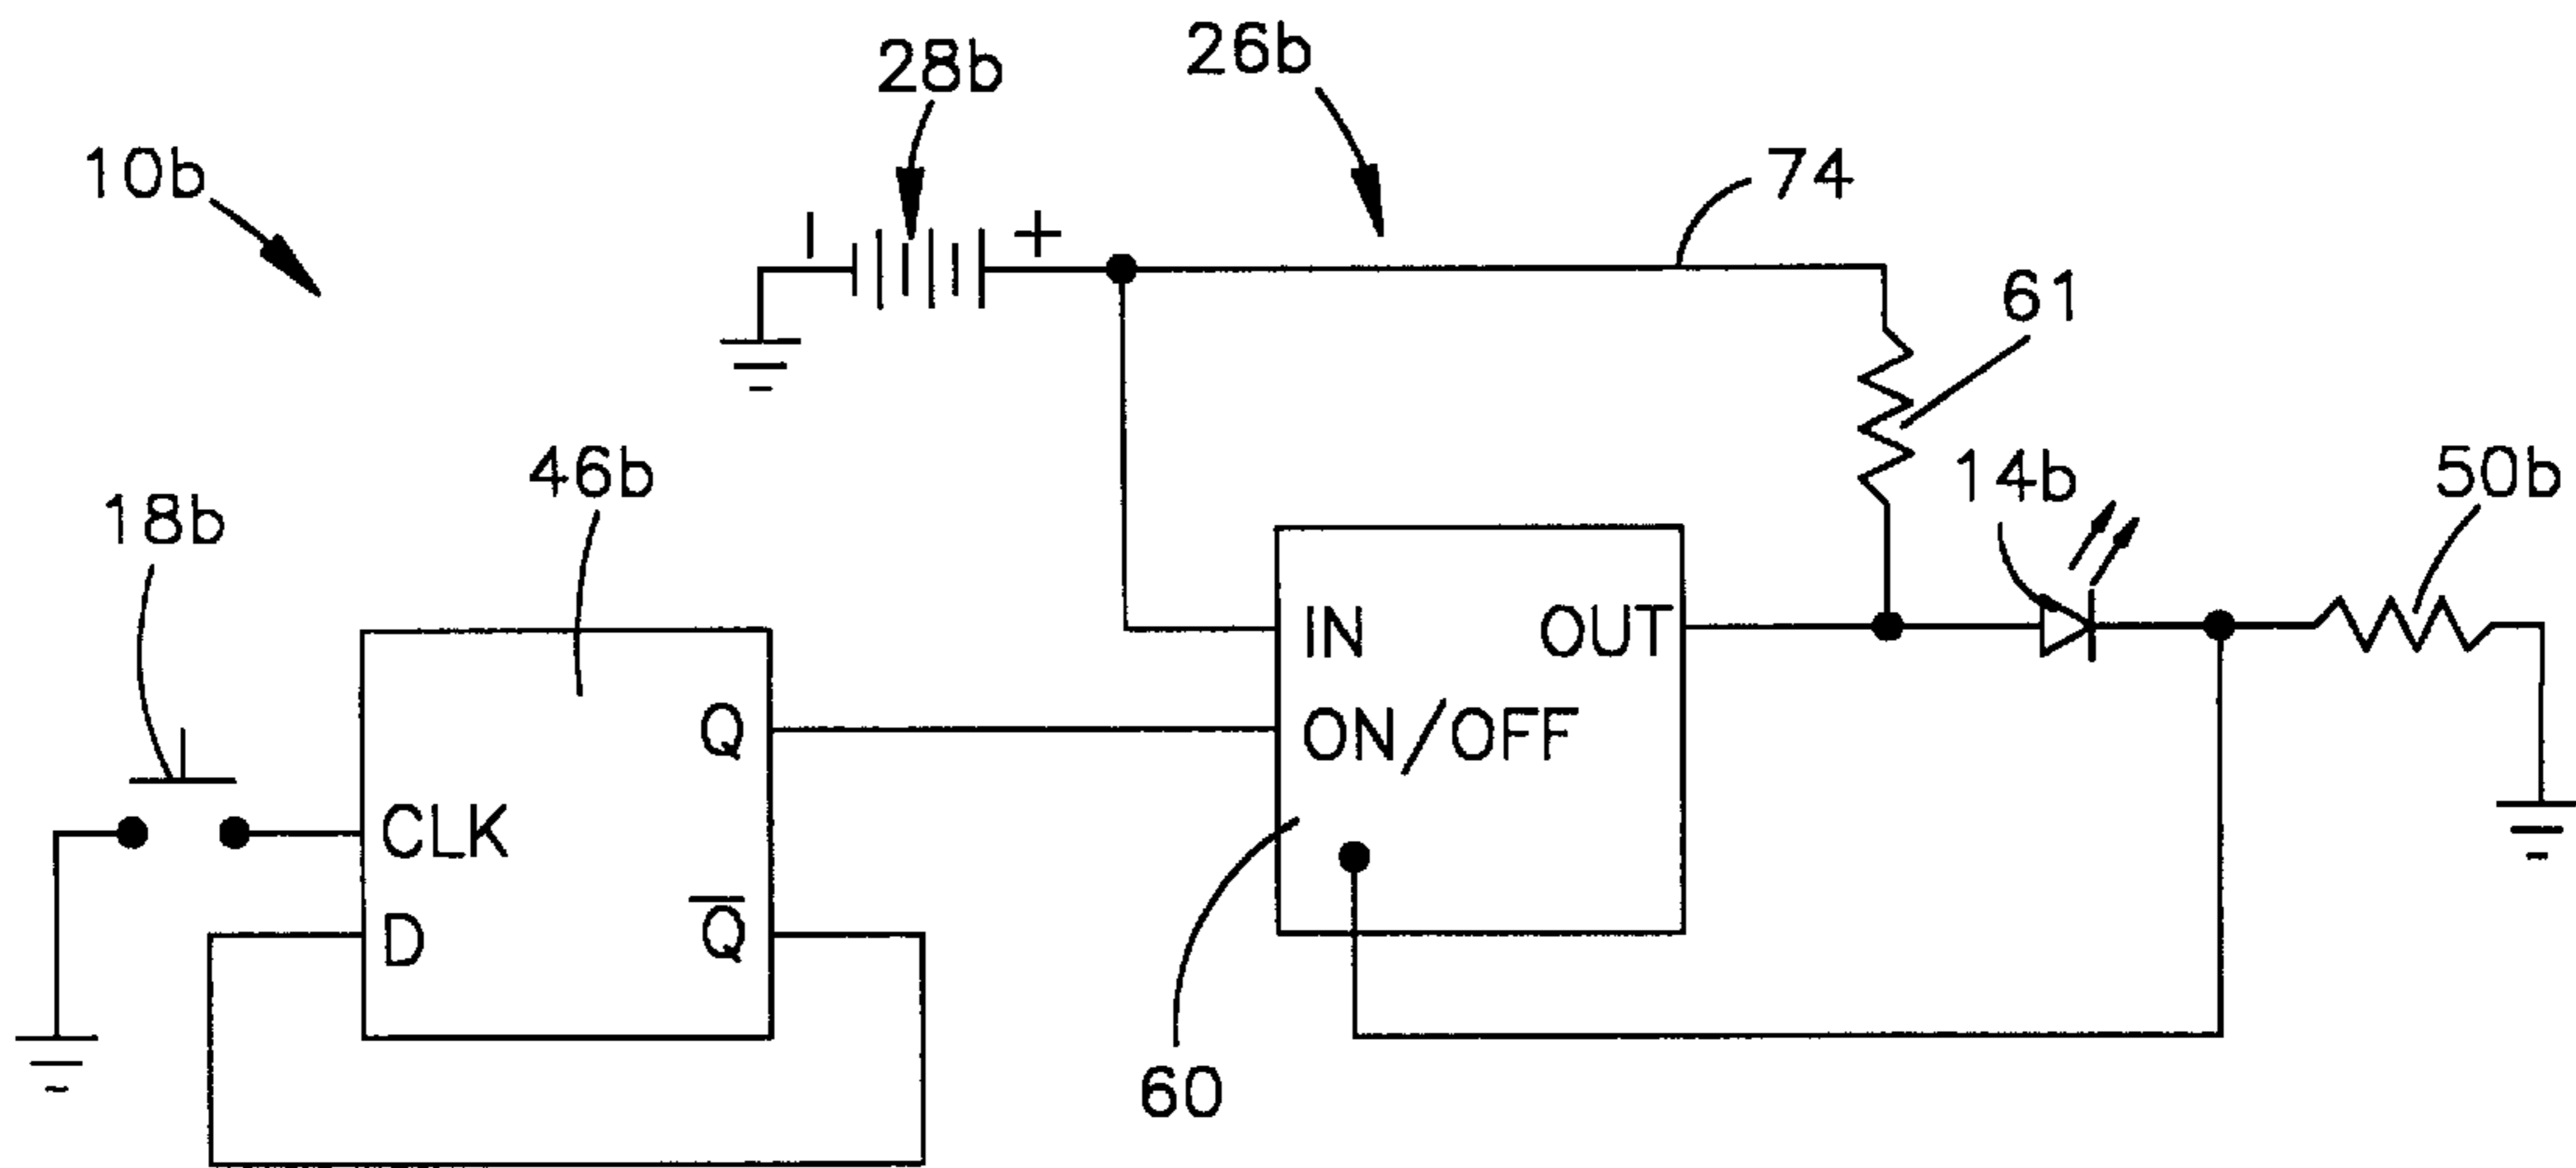 28b
26b
10b
74
−
+
61
46b
14b
50b
18b
IN
OUT
Q
ON/OFF
CLK
D
Q̅
60